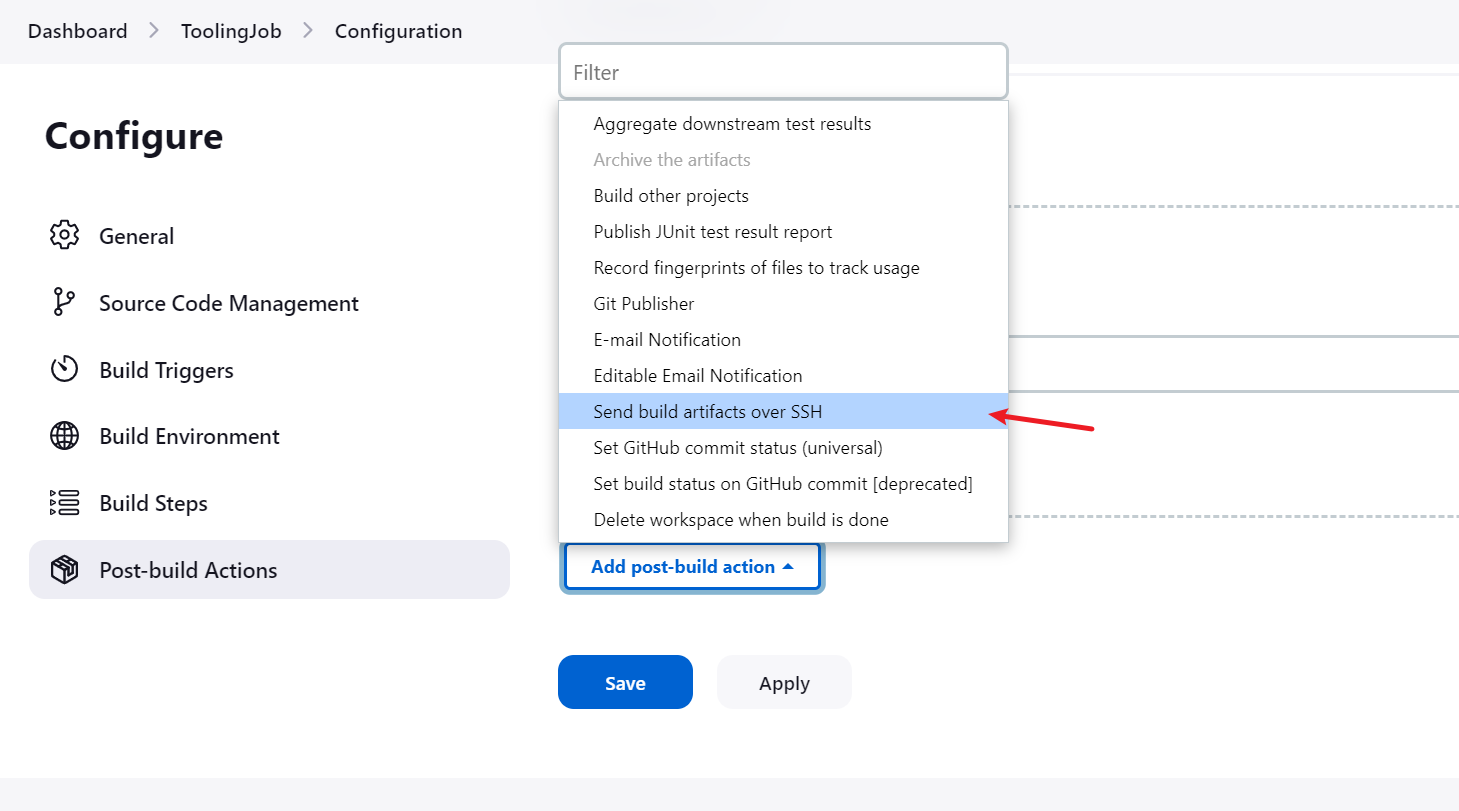 Dashboard > ToolingJob > Configuration
Configure
General
Source Code Management
Build Triggers
Build Environment
Build Steps
Post-build Actions
Filter
Aggregate downstream test results
Archive the artifacts
Build other projects
Publish JUnit test result report
Record fingerprints of files to track usage
Git Publisher
E-mail Notification
Editable Email Notification
Send build artifacts over SSH
Set GitHub commit status (universal)
Set build status on GitHub commit [deprecated]
Delete workspace when build is done
Add post-build action
Save
Apply